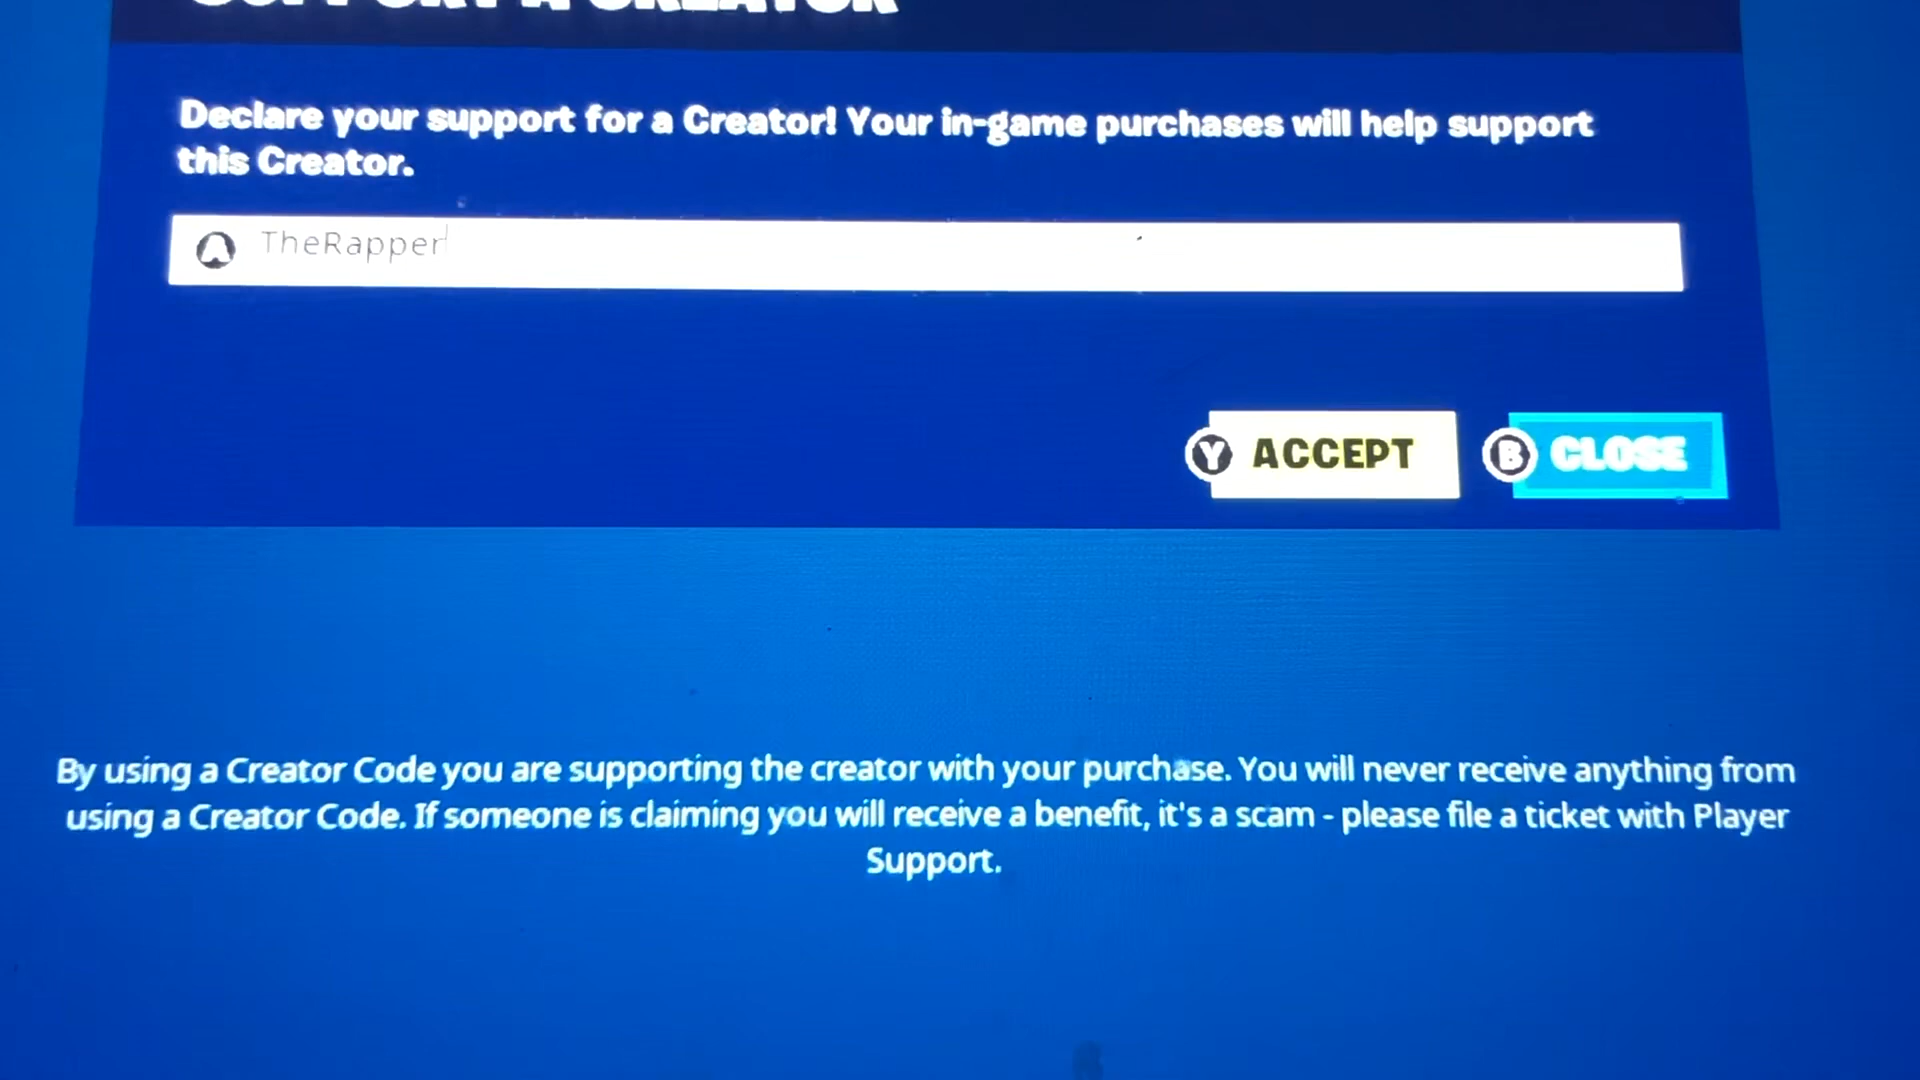 SUPPORT A CREATOR
Declare your support for a Creator! Your in-game purchases will help support
this Creator.
A TheRapper
Y ACCEPT B CLOSE
By using a Creator Code you are supporting the creator with your purchase. You will never receive anything from
using a Creator Code. If someone is claiming you will receive a benefit, it's a scam - please file a ticket with Player
Support.